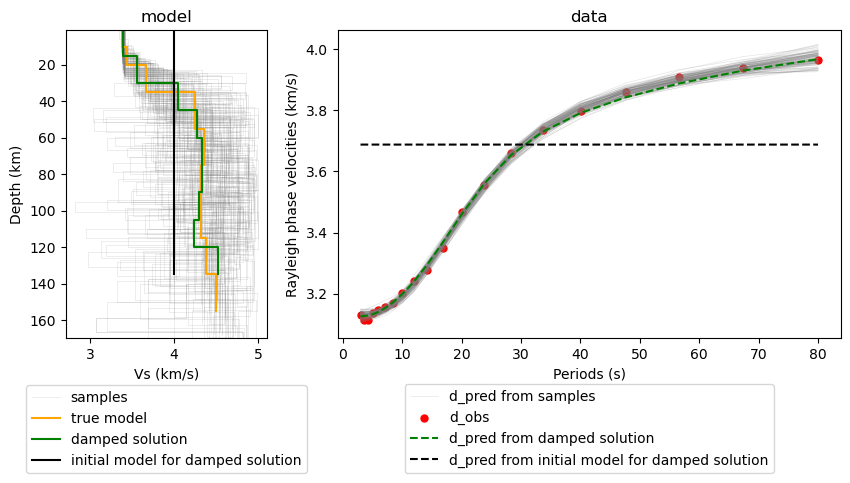 model
data
20
40
60
80
100
120
140
160
Depth (km)
3
4
5
Vs (km/s)
4.0
3.8
3.6
3.4
3.2
Rayleigh phase velocities (km/s)
0
10
20
30
40
50
60
70
80
Periods (s)
samples
true model
damped solution
initial model for damped solution
d_pred from samples
d_obs
d_pred from damped solution
d_pred from initial model for damped solution